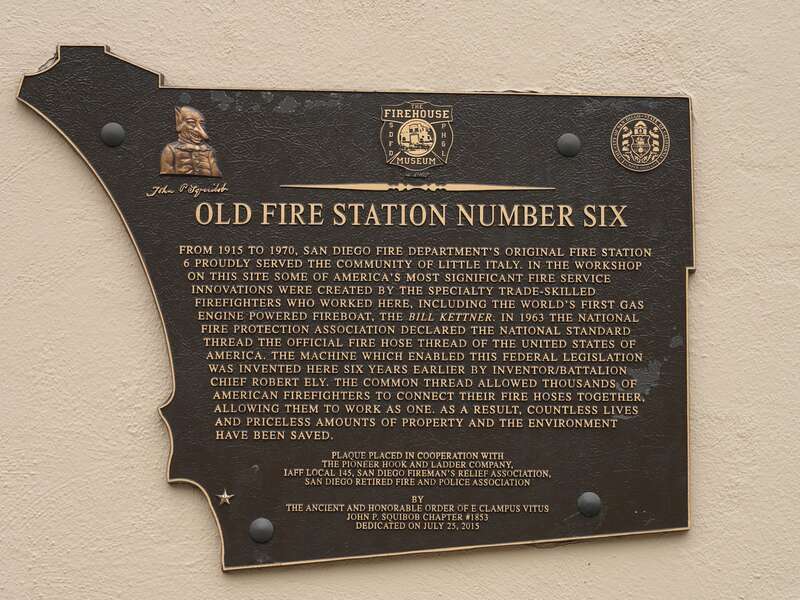 THE
FIREHOUSE
SDFD
PHGL
MUSEUM
John P Squibob
OLD FIRE STATION NUMBER SIX
FROM 1915 TO 1970, SAN DIEGO FIRE DEPARTMENT'S ORIGINAL FIRE STATION
6 PROUDLY SERVED THE COMMUNITY OF LITTLE ITALY. IN THE WORKSHOP
ON THIS SITE SOME OF AMERICA'S MOST SIGNIFICANT FIRE SERVICE
INNOVATIONS WERE CREATED BY THE SPECIALTY TRADE-SKILLED
FIREFIGHTERS WHO WORKED HERE, INCLUDING THE WORLD'S FIRST GAS
ENGINE POWERED FIREBOAT, THE BILL KETTNER. IN 1963 THE NATIONAL
FIRE PROTECTION ASSOCIATION DECLARED THE NATIONAL STANDARD
THREAD THE OFFICIAL FIRE HOSE THREAD OF THE UNITED STATES OF
AMERICA. THE MACHINE WHICH ENABLED THIS FEDERAL LEGISLATION
WAS INVENTED HERE SIX YEARS EARLIER BY INVENTOR/BATTALION
CHIEF ROBERT ELY. THE COMMON THREAD ALLOWED THOUSANDS OF
AMERICAN FIREFIGHTERS TO CONNECT THEIR FIRE HOSES TOGETHER,
ALLOWING THEM TO WORK AS ONE. AS A RESULT, COUNTLESS LIVES
AND PRICELESS AMOUNTS OF PROPERTY AND THE ENVIRONMENT
HAVE BEEN SAVED.
PLAQUE PLACED IN COOPERATION WITH
THE PIONEER HOOK AND LADDER COMPANY,
IAFF LOCAL 145, SAN DIEGO FIREMAN'S RELIEF ASSOCIATION,
SAN DIEGO RETIRED FIRE AND POLICE ASSOCIATION
BY
THE ANCIENT AND HONORABLE ORDER OF E CLAMPUS VITUS
JOHN P. SQUIBOB CHAPTER #1853
DEDICATED ON JULY 25, 2015